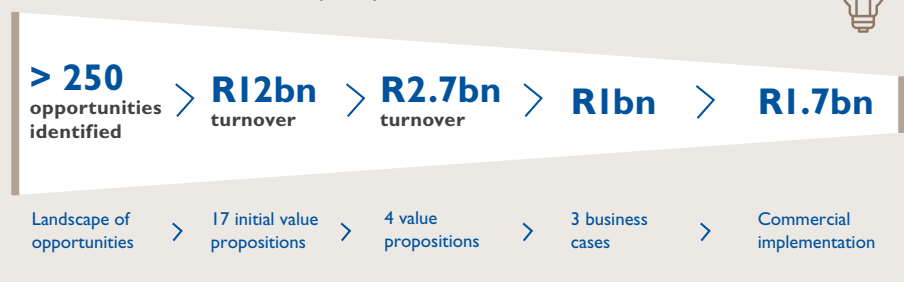 > 250
opportunities
identified
R12bn
turnover
R2.7bn
turnover
R1bn
R1.7bn
Landscape of
opportunities
17 initial value
propositions
4 value
propositions
3 business
cases
Commercial
implementation